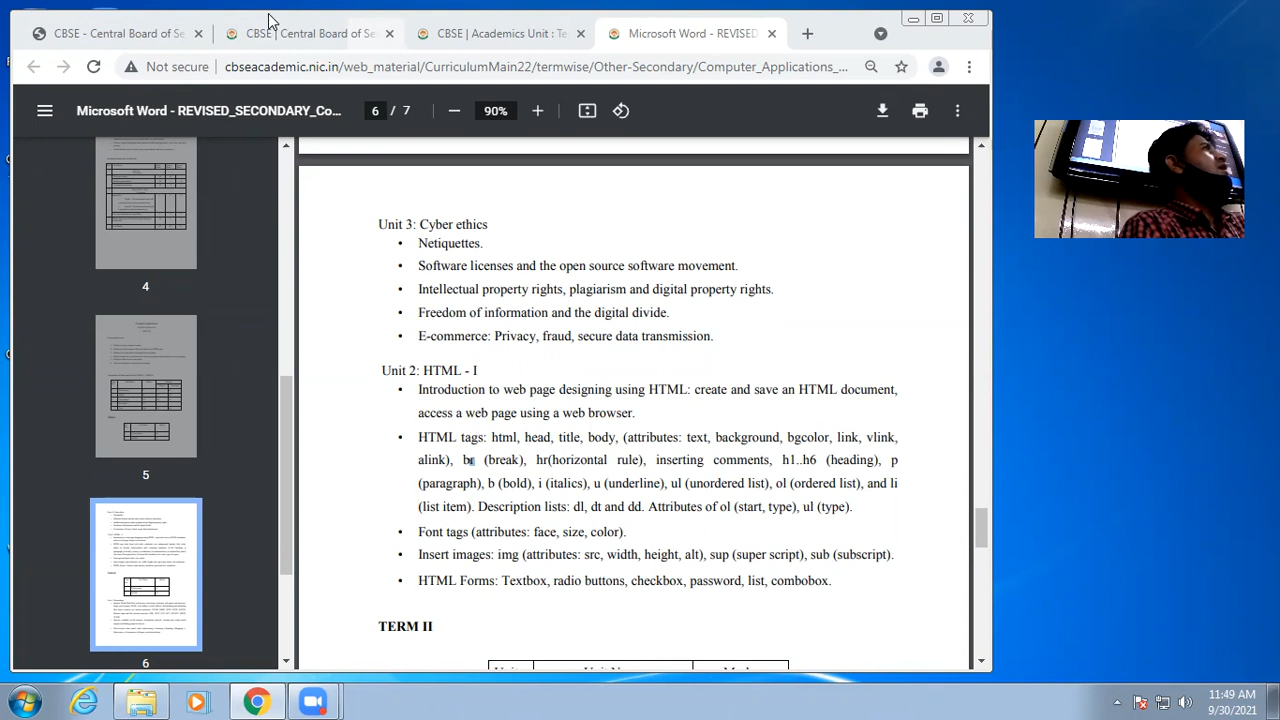 CBSE - Central Board of Se
CBSE | Central Board of Se
CBSE | Academics Unit : Te
Microsoft Word - REVISED
Not secure
cbseacademic.nic.in/web_material/CurriculumMain22/termwise/Other-Secondary/Computer_Applications_...
Microsoft Word - REVISED_SECONDARY_Co...
6 / 7
90%
4
5
6
Unit 3: Cyber ethics
• Netiquettes.
• Software licenses and the open source software movement.
• Intellectual property rights, plagiarism and digital property rights.
• Freedom of information and the digital divide.
• E-commerce: Privacy, fraud, secure data transmission.
Unit 2: HTML - I
• Introduction to web page designing using HTML: create and save an HTML document,
access a web page using a web browser.
• HTML tags: html, head, title, body, (attributes: text, background, bgcolor, link, vlink,
alink), br (break), hr(horizontal rule), inserting comments, h1..h6 (heading), p
(paragraph), b (bold), i (italics), u (underline), ul (unordered list), ol (ordered list), and li
(list item). Description lists: dl, dt and dd. Attributes of ol (start, type), ul (type).
• Font tags (attributes: face, size, color).
• Insert images: img (attributes: src, width, height, alt), sup (super script), sub (subscript).
• HTML Forms: Textbox, radio buttons, checkbox, password, list, combobox.
TERM II
11:49 AM
9/30/2021